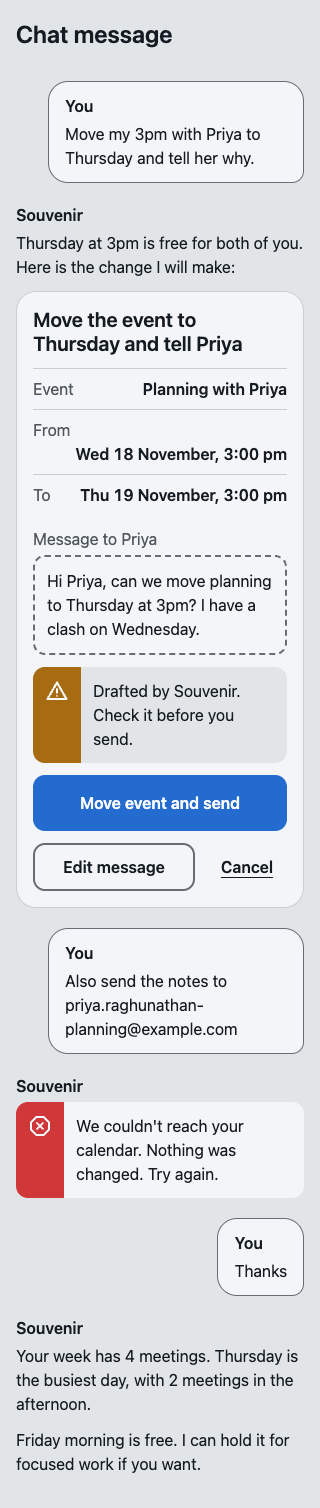 Chat message
You
Move my 3pm with Priya to
Thursday and tell her why.
Souvenir
Thursday at 3pm is free for both of you.
Here is the change I will make:
Move the event to
Thursday and tell Priya
Event Planning with Priya
From
Wed 18 November, 3:00 pm
To Thu 19 November, 3:00 pm
Message to Priya
Hi Priya, can we move planning
to Thursday at 3pm? I have a
clash on Wednesday.
Drafted by Souvenir.
Check it before you
send.
Move event and send
Edit message Cancel
You
Also send the notes to
priya.raghunathan-
planning@example.com
Souvenir
We couldn't reach your
calendar. Nothing was
changed. Try again.
You
Thanks
Souvenir
Your week has 4 meetings. Thursday is
the busiest day, with 2 meetings in the
afternoon.
Friday morning is free. I can hold it for
focused work if you want.